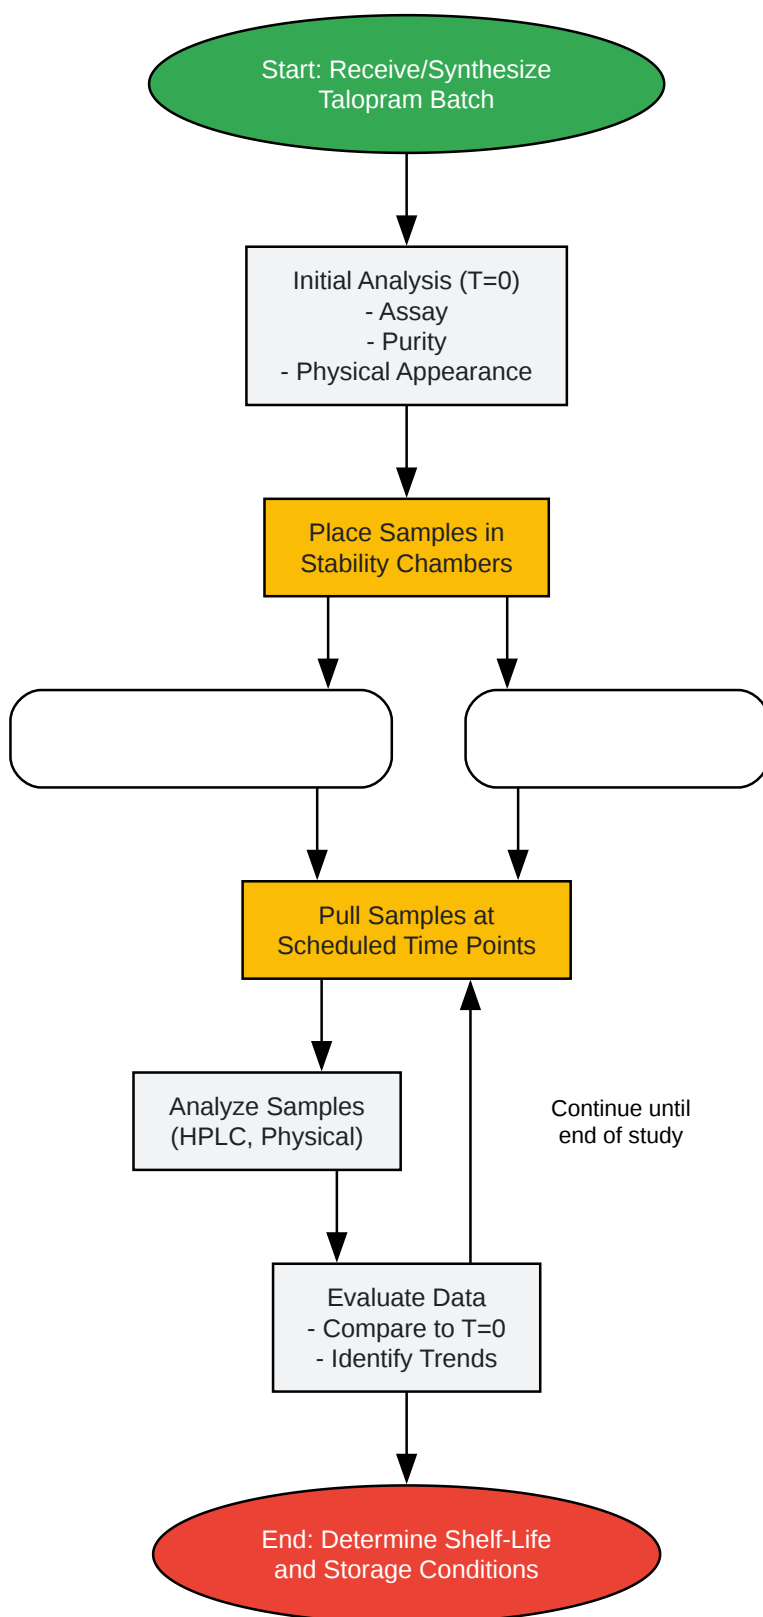 Start: Receive/Synthesize
Talopram Batch
Initial Analysis (T=0)
- Assay
- Purity
- Physical Appearance
Place Samples in
Stability Chambers
Pull Samples at
Scheduled Time Points
Analyze Samples
(HPLC, Physical)
Continue until
end of study
Evaluate Data
- Compare to T=0
- Identify Trends
End: Determine Shelf-Life
and Storage Conditions